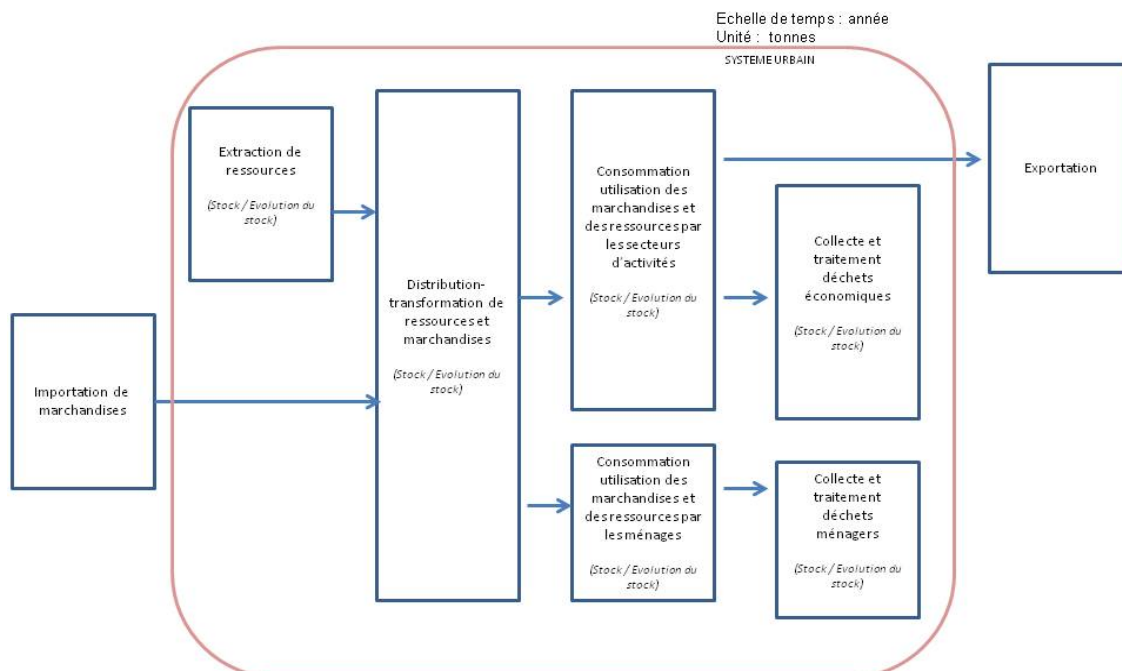 Echelle de temps : année
Unité : tonnes
SYSTEME URBAIN
Extraction de
ressources
(Stock / Evolution du
stock)
Importation de
marchandises
Distribution-
transformation de
ressources et
marchandises
(Stock / Evolution du
stock)
Consommation
utilisation des
marchandises et
des ressources par
les secteurs
d'activités
(Stock / Evolution du
stock)
Consommation
utilisation des
marchandises et
des ressources par
les ménages
(Stock / Evolution du
stock)
Collecte et
traitement
déchets
économiques
(Stock / Evolution du
stock)
Collecte et
traitement
déchets
ménagers
(Stock / Evolution du
stock)
Exportation